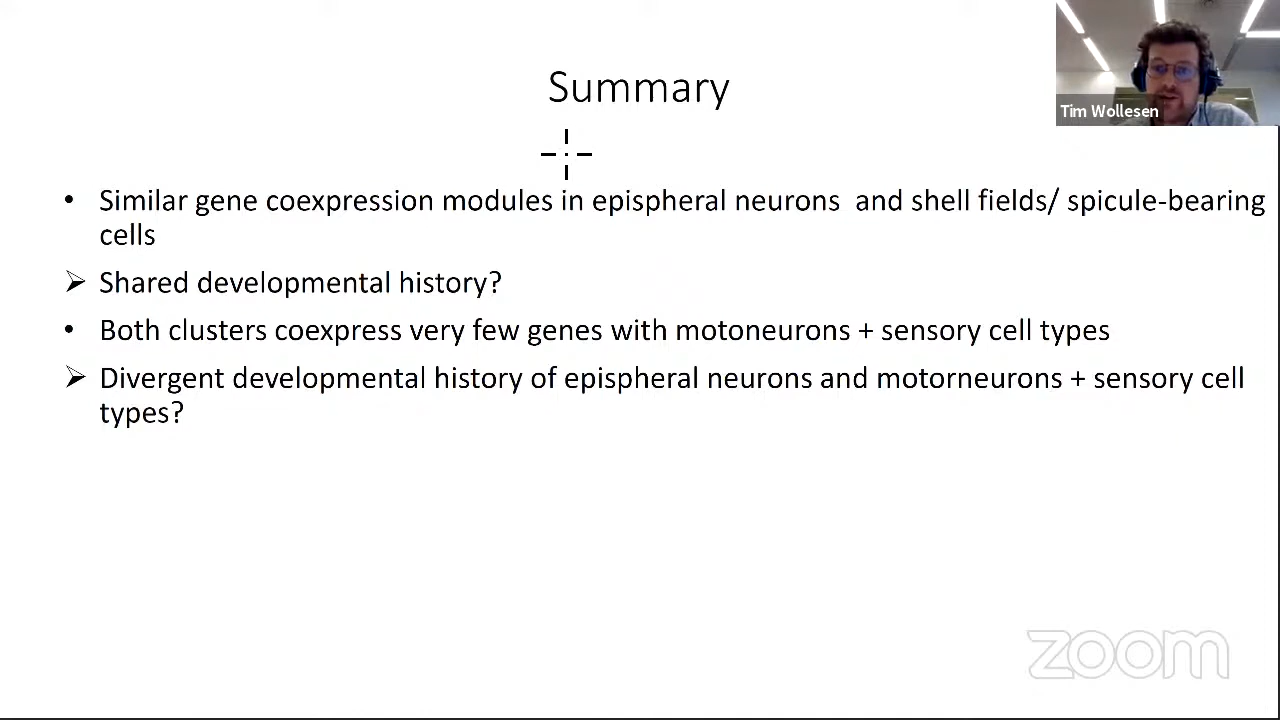 Summary
Tim Wollesen
• Similar gene coexpression modules in epispheral neurons  and shell fields/ spicule-bearing
cells
➢ Shared developmental history?
• Both clusters coexpress very few genes with motoneurons + sensory cell types
➢ Divergent developmental history of epispheral neurons and motorneurons + sensory cell
types?
zoom